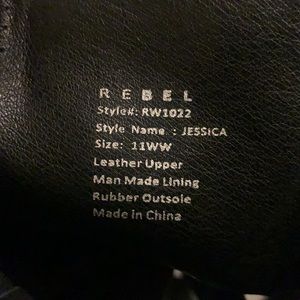 REBEL
Style#: RW1022
Style Name : JESSICA
Size: 11WW
Leather Upper
Man Made Lining
Rubber Outsole
Made in China